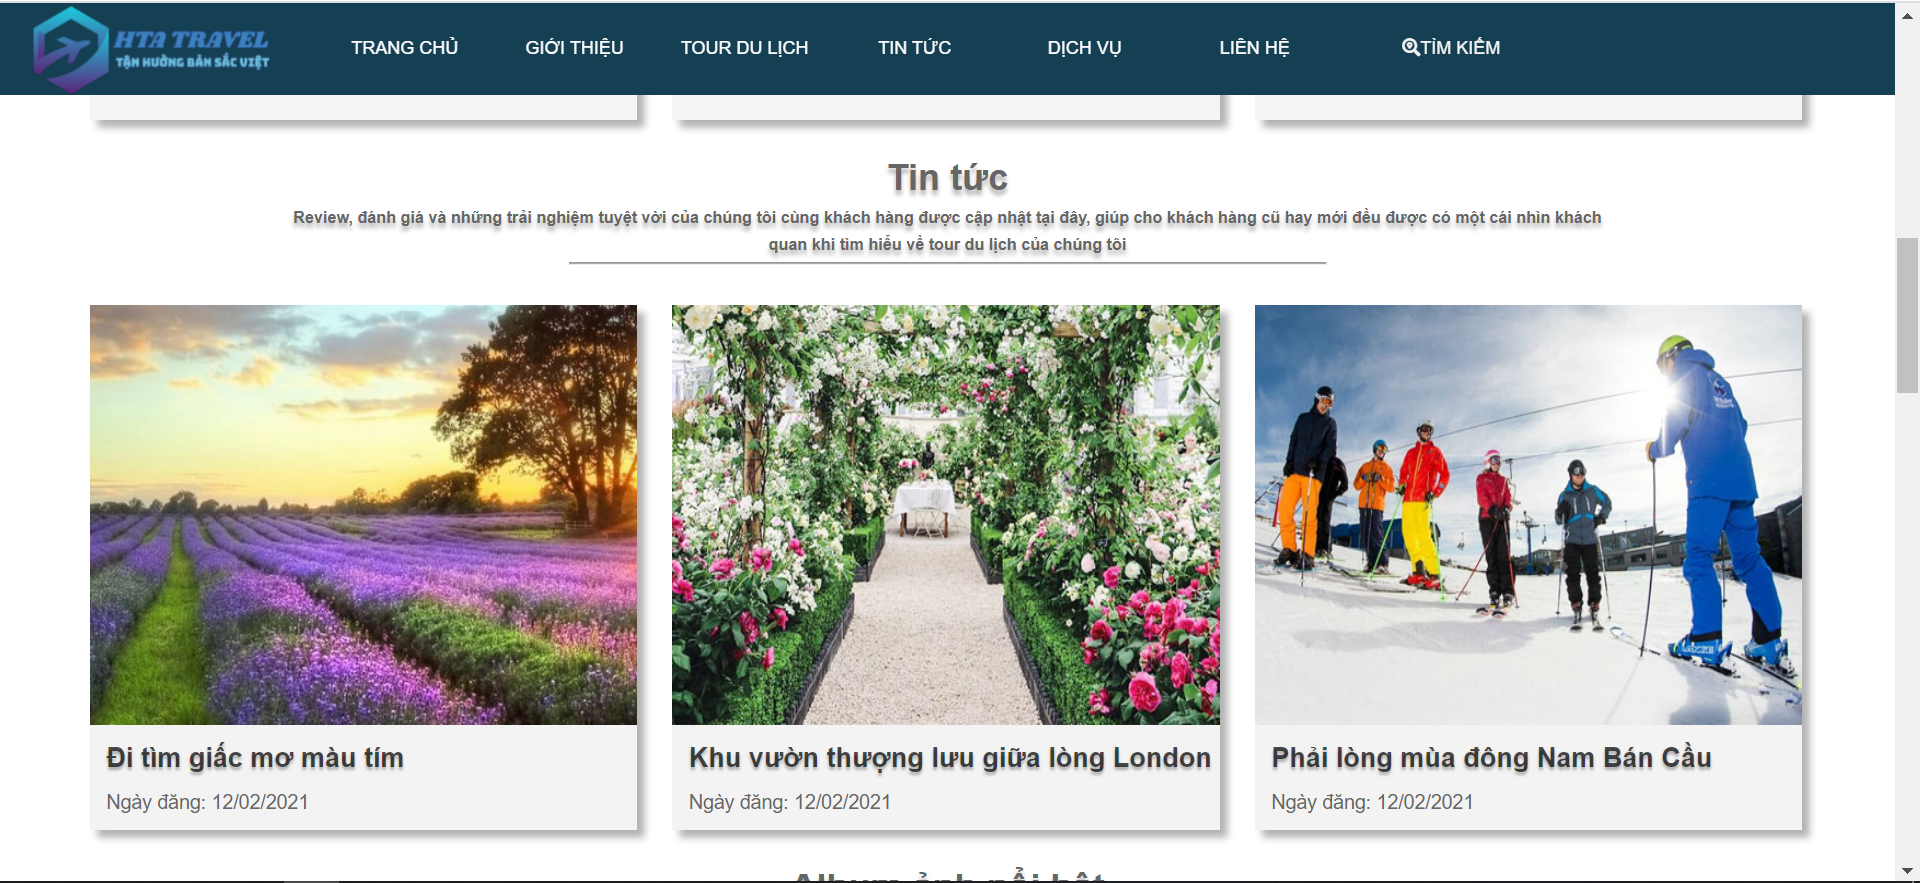 HTA TRAVEL
TẬN HƯỞNG BẢN SẮC VIỆT
TRANG CHỦ
GIỚI THIỆU
TOUR DU LỊCH
TIN TỨC
DỊCH VỤ
LIÊN HỆ
TÌM KIẾM
Tin tức
Review, đánh giá và những trải nghiệm tuyệt vời của chúng tôi cùng khách hàng được cập nhật tại đây, giúp cho khách hàng cũ hay mới đều được có một cái nhìn khách
quan khi tìm hiểu về tour du lịch của chúng tôi
Đi tìm giấc mơ màu tím
Ngày đăng: 12/02/2021
Khu vườn thượng lưu giữa lòng London
Ngày đăng: 12/02/2021
Phải lòng mùa đông Nam Bán Cầu
Ngày đăng: 12/02/2021
Album ảnh nổi bật